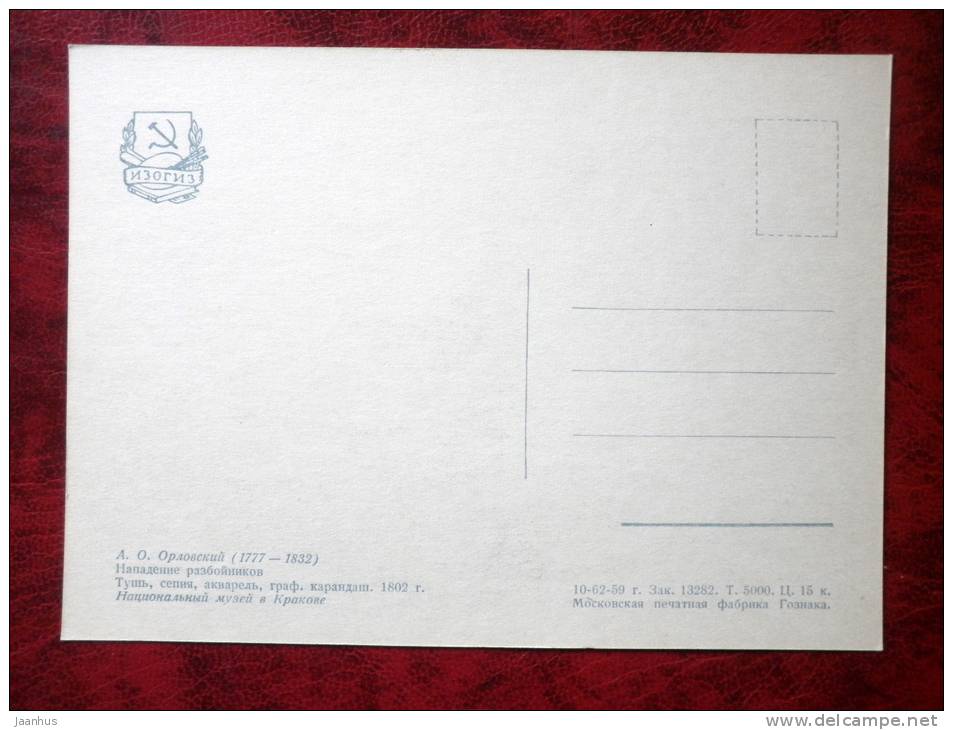 ИЗОГИЗ
А. О. Орловский (1777 — 1832)
Нападение разбойников
Тушь, сепия, акварель, граф. карандаш. 1802 г.
Национальный музей в Кракове
10-62-59 г. Зак. 13282. Т. 5000. Ц. 15 к.
Московская печатная фабрика Гознака.
Jaanhus
www.delcampe.net